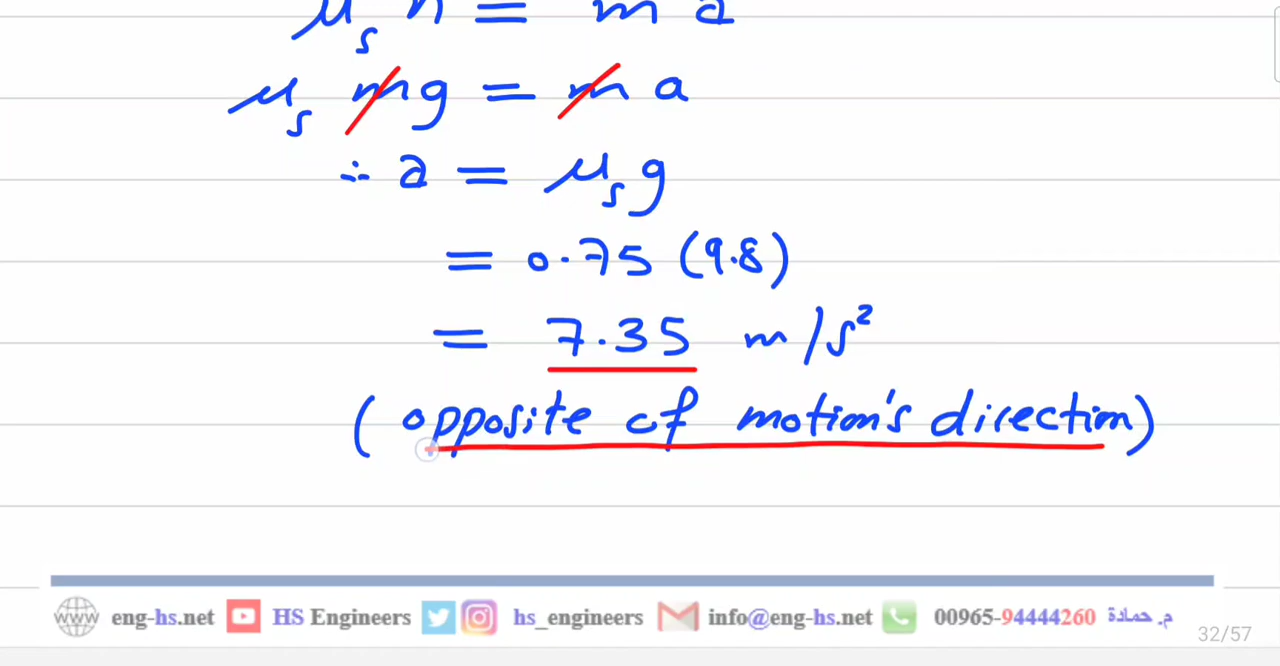 μs n = m a
μs mg = m a
∴ a = μs g
= 0.75 (9.8)
= 7.35 m/s²
( opposite of motion's direction)
www eng-hs.net HS Engineers hs_engineers info@eng-hs.net 00965-94444260 م. حمادة
32/57